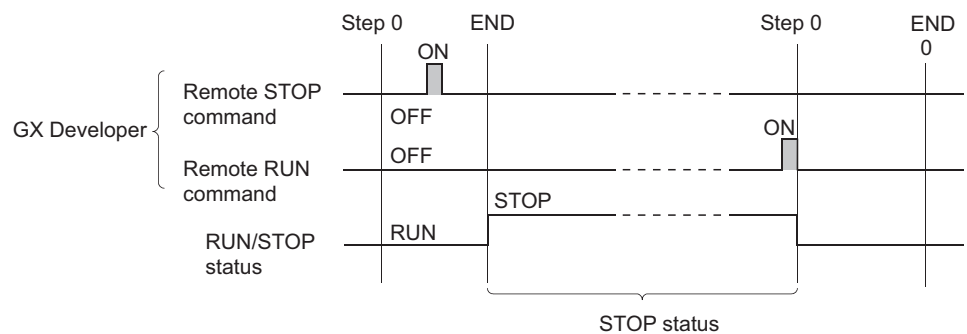 Step 0
END
Step 0
END
0
ON
Remote STOP
command
OFF
GX Developer
ON
Remote RUN
command
OFF
STOP
RUN/STOP
status
RUN
STOP status